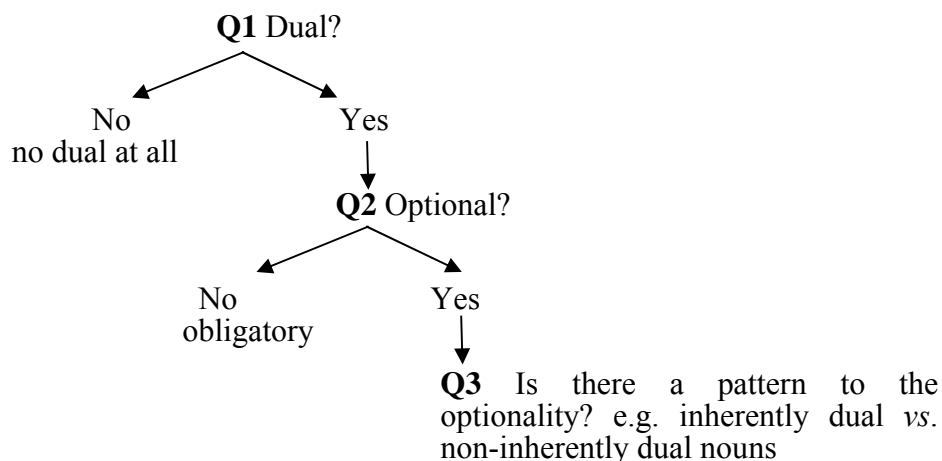 Q1 Dual?
No
no dual at all
Yes
Q2 Optional?
No
obligatory
Yes
Q3 Is there a pattern to the
optionality? e.g. inherently dual vs.
non-inherently dual nouns